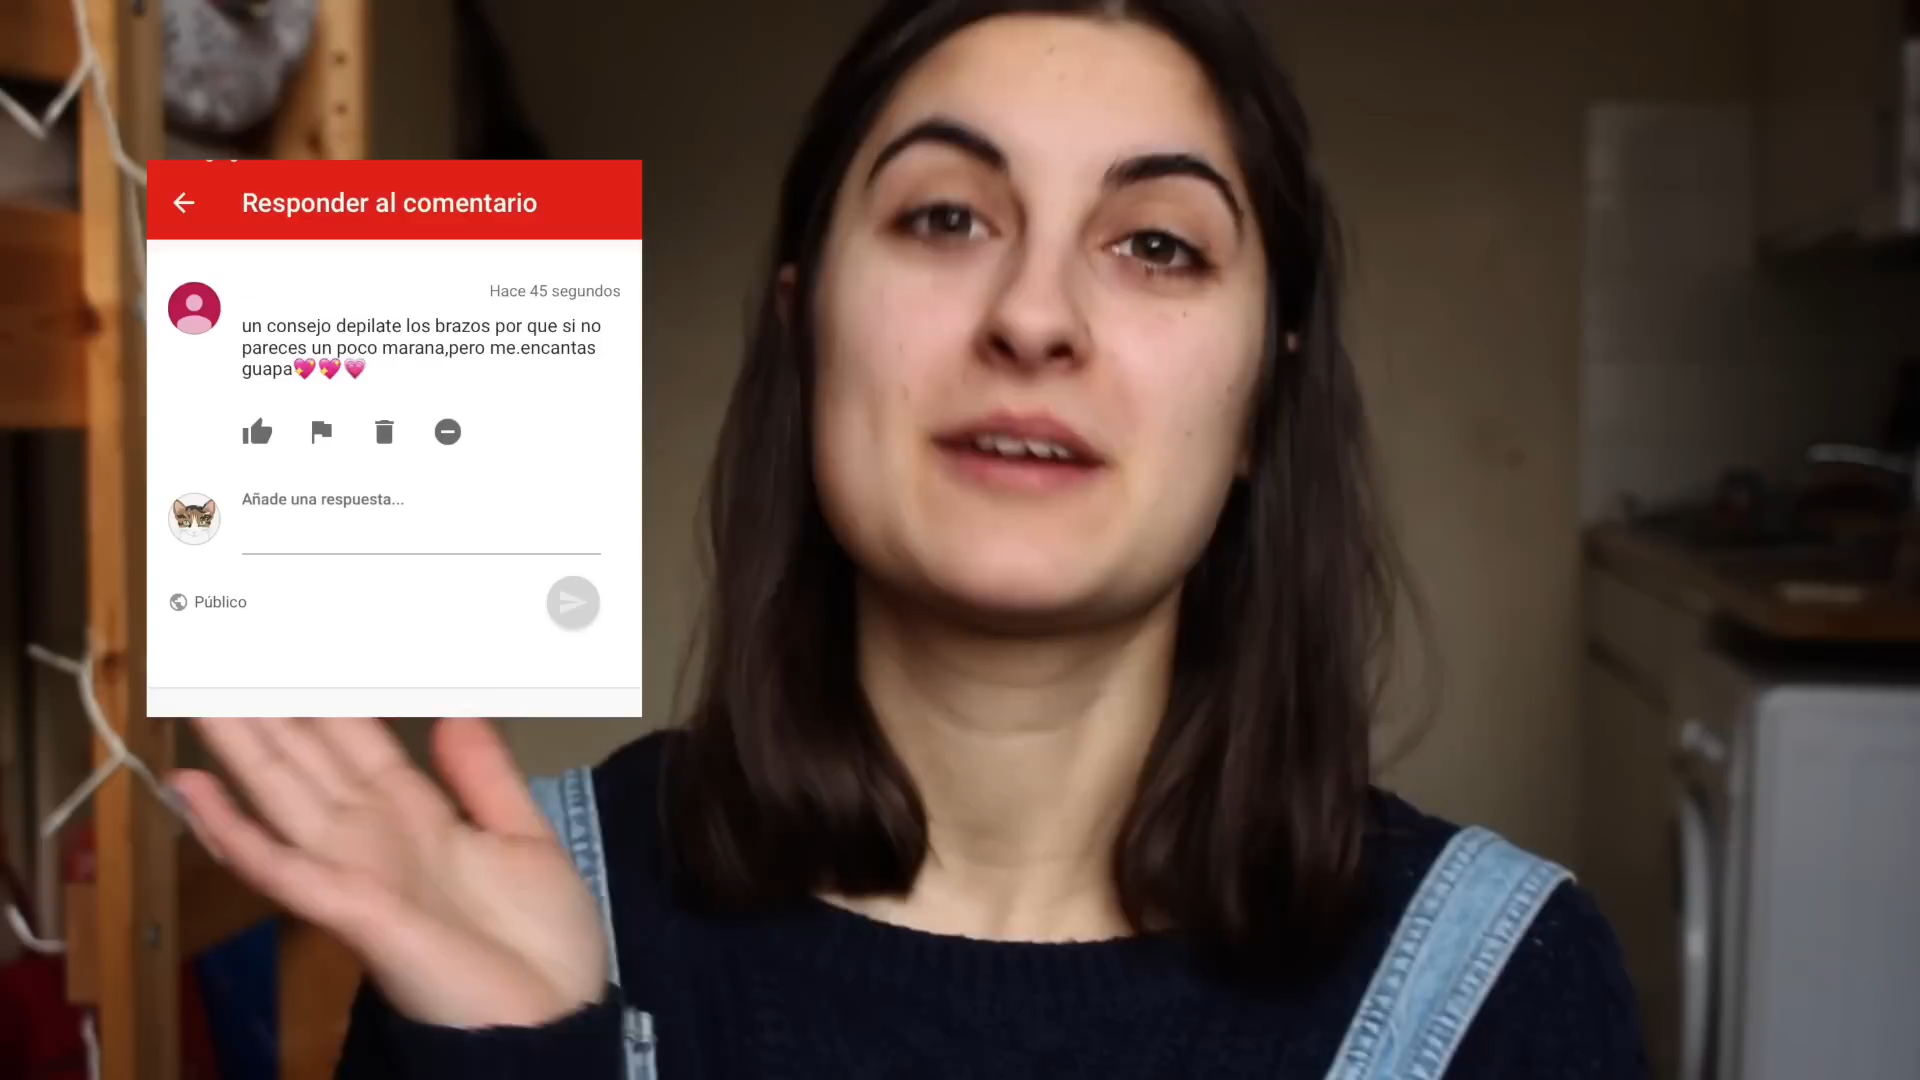 Responder al comentario
Hace 45 segundos
un consejo depilate los brazos por que si no
pareces un poco marana,pero me.encantas
guapa💖💖💗
Añade una respuesta...
Público